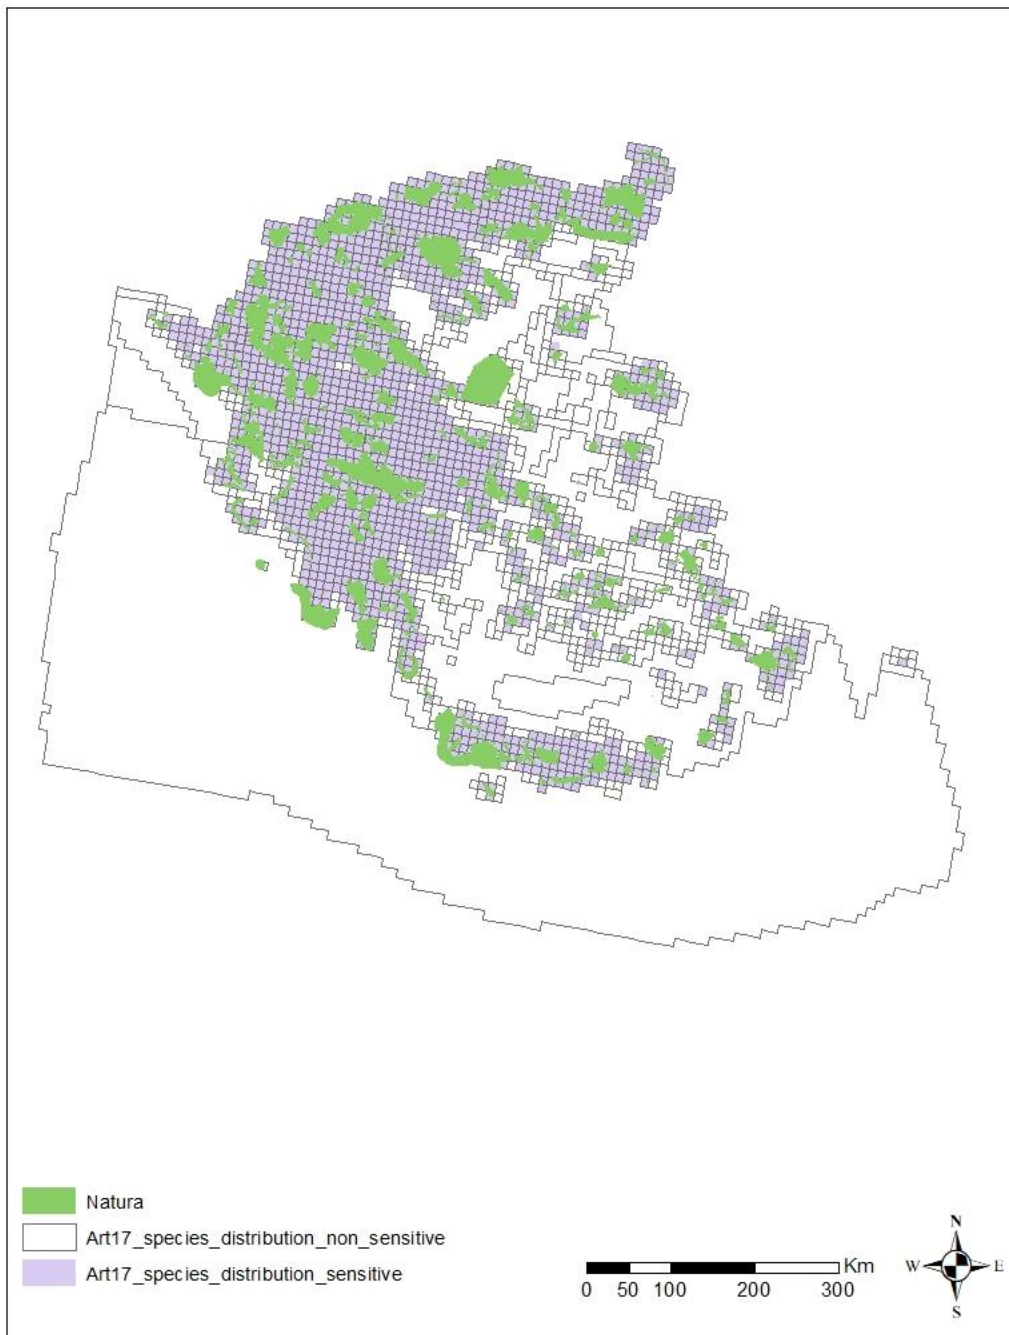 Natura
Art17_species_distribution_non_sensitive
Art17_species_distribution_sensitive
Km
0 50 100 200 300
N
W E
S